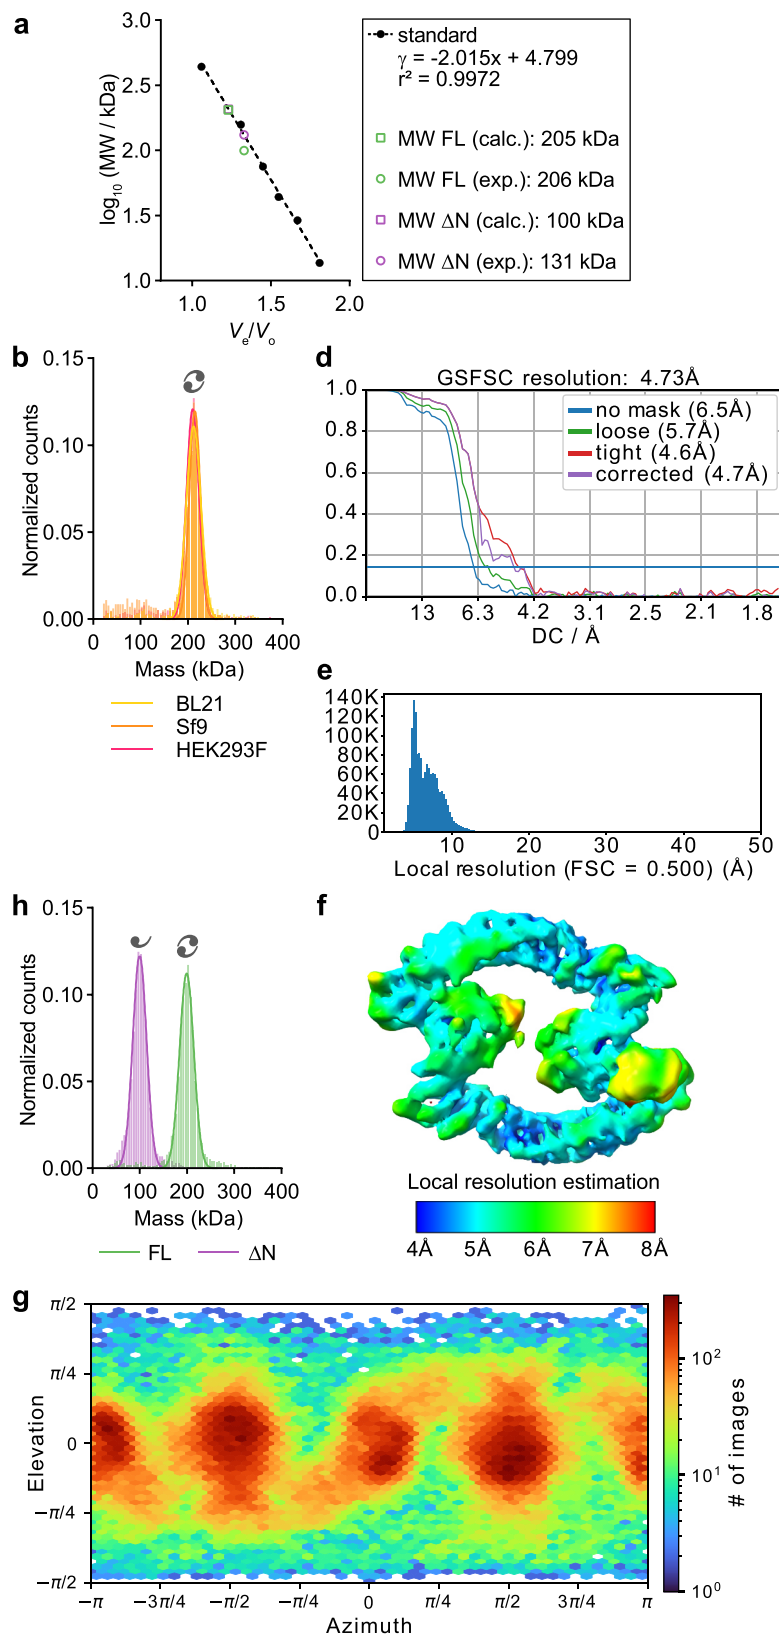 a
3.0
2.5
2.0
1.5
1.0
log10 (MW / kDa)
1.0
1.5
2.0
Ve/Vo
standard
γ = -2.015x + 4.799
r² = 0.9972
MW FL (calc.): 205 kDa
MW FL (exp.): 206 kDa
MW ΔN (calc.): 100 kDa
MW ΔN (exp.): 131 kDa
b
0.15
0.10
0.05
0.00
Normalized counts
0
100
200
300
400
Mass (kDa)
BL21
Sf9
HEK293F
d
GSFSC resolution: 4.73Å
1.0
0.8
0.6
0.4
0.2
0.0
no mask (6.5Å)
loose (5.7Å)
tight (4.6Å)
corrected (4.7Å)
13
6.3
4.2
3.1
2.5
2.1
1.8
DC / Å
e
140K
120K
100K
80K
60K
40K
20K
0
10
20
30
40
50
Local resolution (FSC = 0.500) (Å)
h
0.15
0.10
0.05
0.00
Normalized counts
0
100
200
300
400
Mass (kDa)
FL
ΔN
f
Local resolution estimation
4Å
5Å
6Å
7Å
8Å
g
π/2
π/4
0
−π/4
−π/2
Elevation
−π
−3π/4
−π/2
−π/4
0
π/4
π/2
3π/4
π
Azimuth
10²
10¹
10⁰
# of images